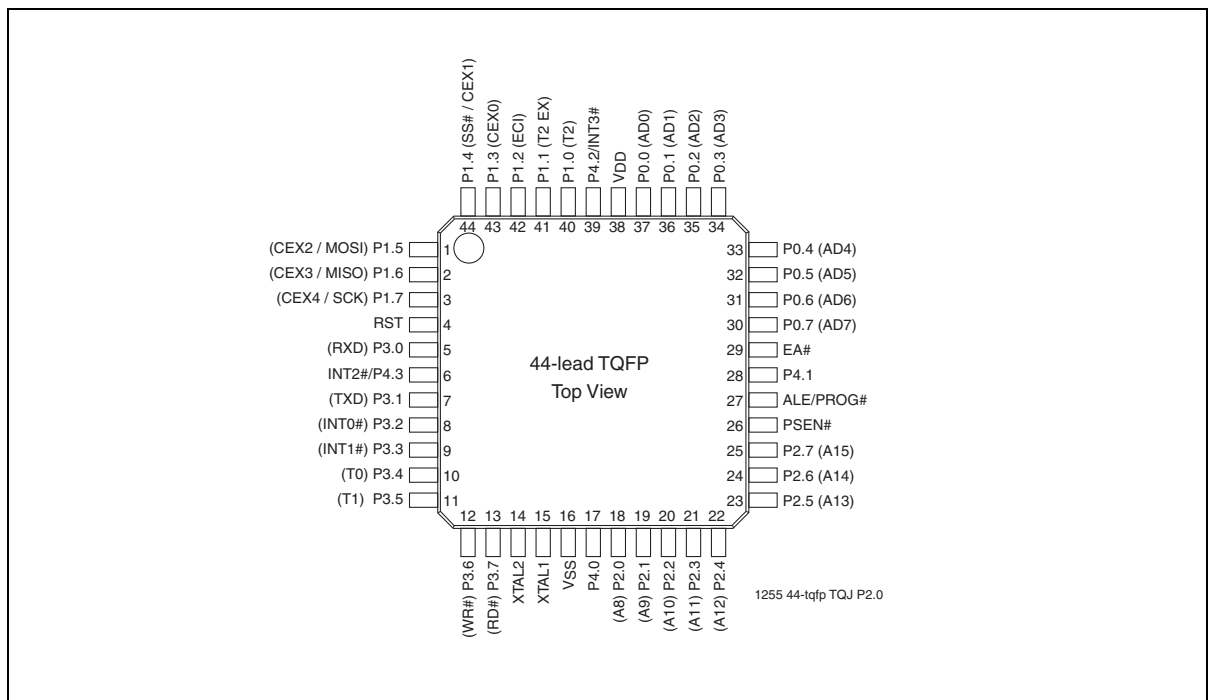 P1.4 (SS# / CEX1)
P1.3 (CEX0)
P1.2 (ECI)
P1.1 (T2 EX)
P1.0 (T2)
P4.2/INT3#
VDD
P0.0 (AD0)
P0.1 (AD1)
P0.2 (AD2)
P0.3 (AD3)
44 43 42 41 40 39 38 37 36 35 34
(CEX2 / MOSI) P1.5 1
(CEX3 / MISO) P1.6 2
(CEX4 / SCK) P1.7 3
RST 4
(RXD) P3.0 5
INT2#/P4.3 6
(TXD) P3.1 7
(INT0#) P3.2 8
(INT1#) P3.3 9
(T0) P3.4 10
(T1) P3.5 11
44-lead TQFP
Top View
33 P0.4 (AD4)
32 P0.5 (AD5)
31 P0.6 (AD6)
30 P0.7 (AD7)
29 EA#
28 P4.1
27 ALE/PROG#
26 PSEN#
25 P2.7 (A15)
24 P2.6 (A14)
23 P2.5 (A13)
12 13 14 15 16 17 18 19 20 21 22
(WR#) P3.6
(RD#) P3.7
XTAL2
XTAL1
VSS
P4.0
(A8) P2.0
(A9) P2.1
(A10) P2.2
(A11) P2.3
(A12) P2.4
1255 44-tqfp TQJ P2.0